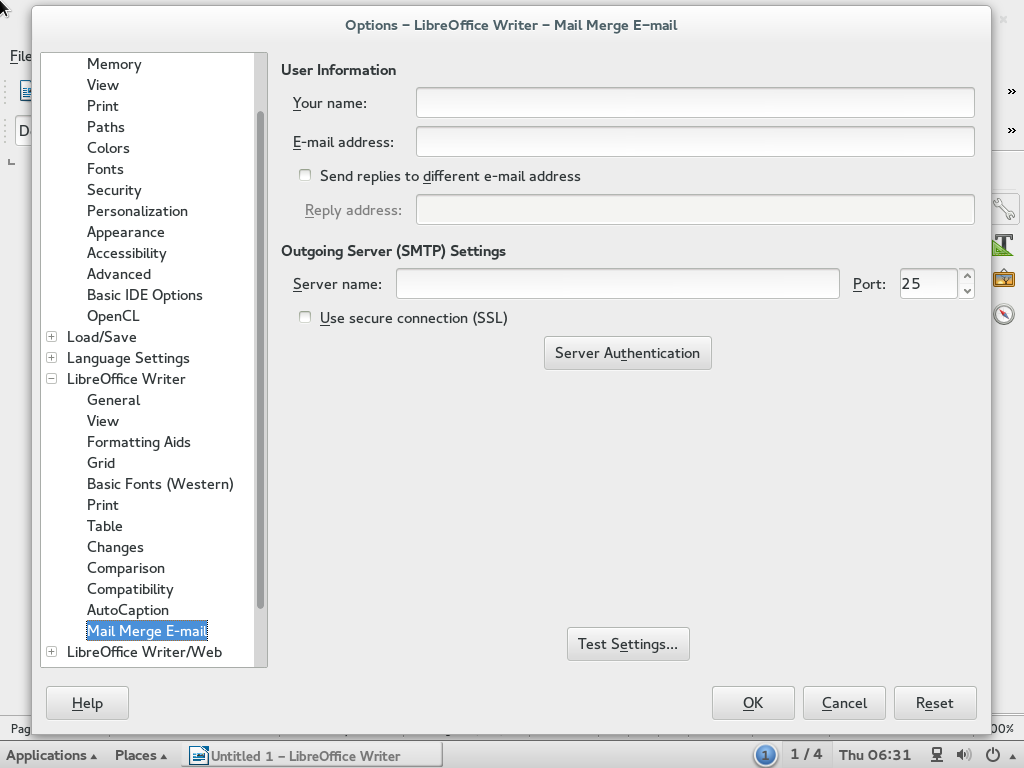 Options – LibreOffice Writer – Mail Merge E-mail
File
Memory
View
Print
Paths
Colors
Fonts
Security
Personalization
Appearance
Accessibility
Advanced
Basic IDE Options
OpenCL
Load/Save
Language Settings
LibreOffice Writer
General
View
Formatting Aids
Grid
Basic Fonts (Western)
Print
Table
Changes
Comparison
Compatibility
AutoCaption
Mail Merge E-mail
LibreOffice Writer/Web
User Information
Your name:
E-mail address:
Send replies to different e-mail address
Reply address:
Outgoing Server (SMTP) Settings
Server name:
Port: 25
Use secure connection (SSL)
Server Authentication
Test Settings...
Help OK Cancel Reset
Pag 00%
Applications Places Untitled 1 – LibreOffice Writer 1 1 / 4 Thu 06:31